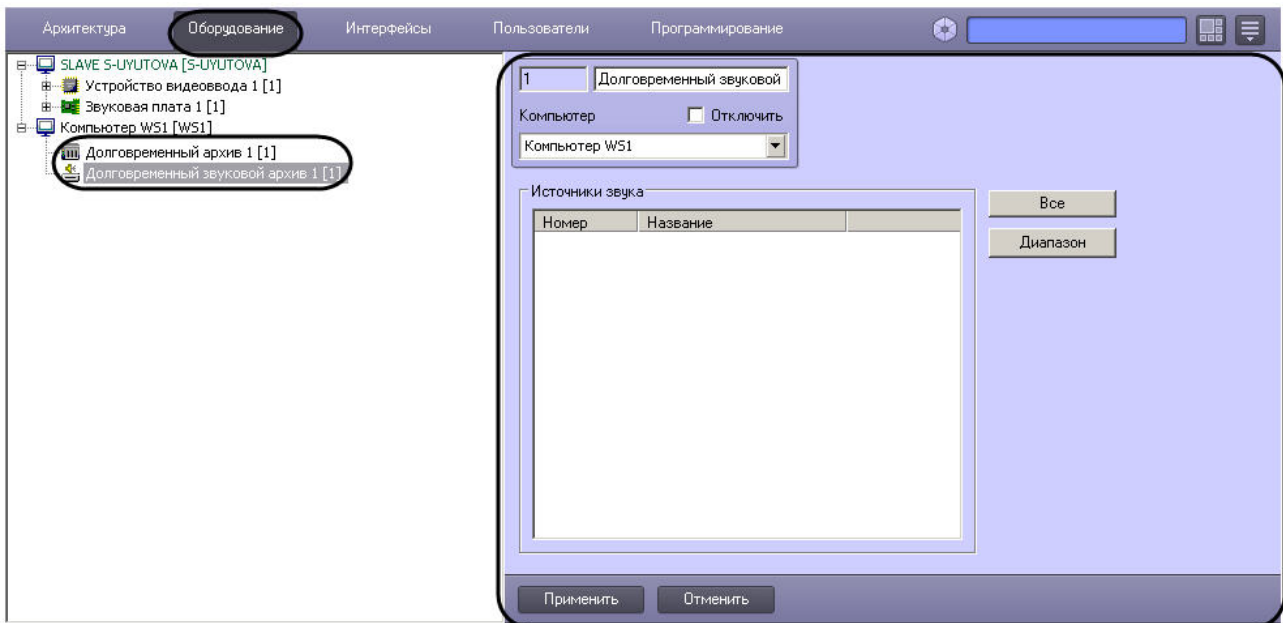 Архитектура Оборудование Интерфейсы Пользователи Программирование
SLAVE S-UYUTOVA [S-UYUTOVA]
Устройство видеоввода 1 [1]
Звуковая плата 1 [1]
Компьютер WS1 [WS1]
Долговременный архив 1 [1]
Долговременный звуковой архив 1 [1]
1 Долговременный звуковой
Компьютер Отключить
Компьютер WS1
Источники звука
Номер Название
Все
Диапазон
Применить Отменить